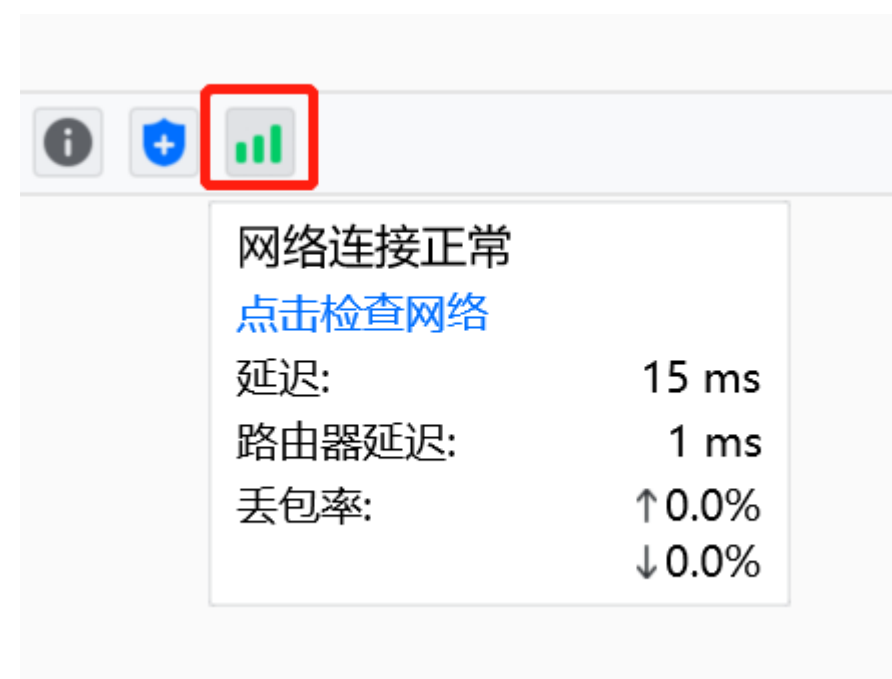 网络连接正常
点击检查网络
延迟: 15 ms
路由器延迟: 1 ms
丢包率: ↑0.0%
↓0.0%